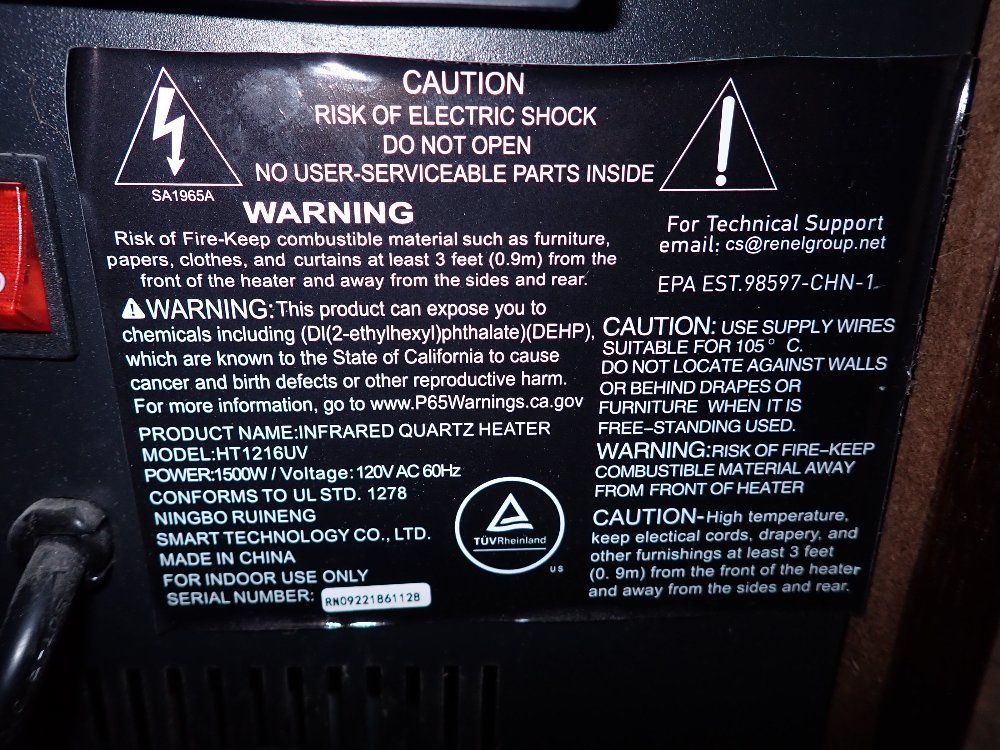 CAUTION
RISK OF ELECTRIC SHOCK
DO NOT OPEN
NO USER-SERVICEABLE PARTS INSIDE
SA1965A
WARNING
Risk of Fire-Keep combustible material such as furniture,
papers, clothes, and curtains at least 3 feet (0.9m) from the
front of the heater and away from the sides and rear.
For Technical Support
email: cs@renelgroup.net
EPA EST.98597-CHN-1
WARNING: This product can expose you to
chemicals including (DI(2-ethylhexyl)phthalate)(DEHP),
which are known to the State of California to cause
cancer and birth defects or other reproductive harm.
For more information, go to www.P65Warnings.ca.gov
PRODUCT NAME:INFRARED QUARTZ HEATER
MODEL:HT1216UV
POWER:1500W / Voltage: 120V AC 60Hz
CONFORMS TO UL STD. 1278
NINGBO RUINENG
SMART TECHNOLOGY CO., LTD.
MADE IN CHINA
FOR INDOOR USE ONLY
SERIAL NUMBER: RN09221861128
TÜVRheinland
US
CAUTION: USE SUPPLY WIRES
SUITABLE FOR 105° C.
DO NOT LOCATE AGAINST WALLS
OR BEHIND DRAPES OR
FURNITURE WHEN IT IS
FREE-STANDING USED.
WARNING:RISK OF FIRE-KEEP
COMBUSTIBLE MATERIAL AWAY
FROM FRONT OF HEATER
CAUTION-High temperature,
keep electical cords, drapery, and
other furnishings at least 3 feet
(0. 9m) from the front of the heater
and away from the sides and rear.